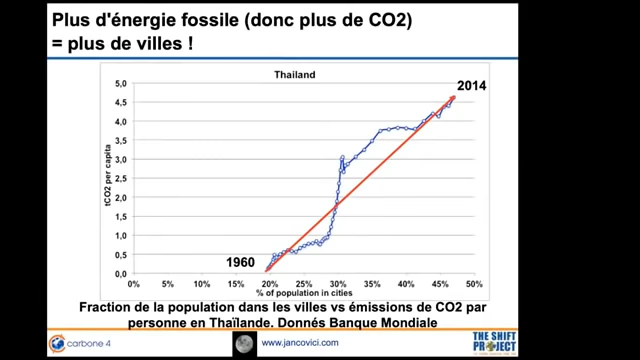 Plus d'énergie fossile (donc plus de CO2)
= plus de villes !
Thailand
2014
5,0
4,5
4,0
3,5
3,0
2,5
2,0
1,5
1,0
0,5
0,0
tCO2 per capita
1960
0%
5%
10%
15%
20%
25%
30%
35%
40%
45%
50%
% of population in cities
Fraction de la population dans les villes vs émissions de CO2 par
personne en Thaïlande. Donnés Banque Mondiale
carbone 4
www.jancovici.com
THE SHIFT
PROJECT